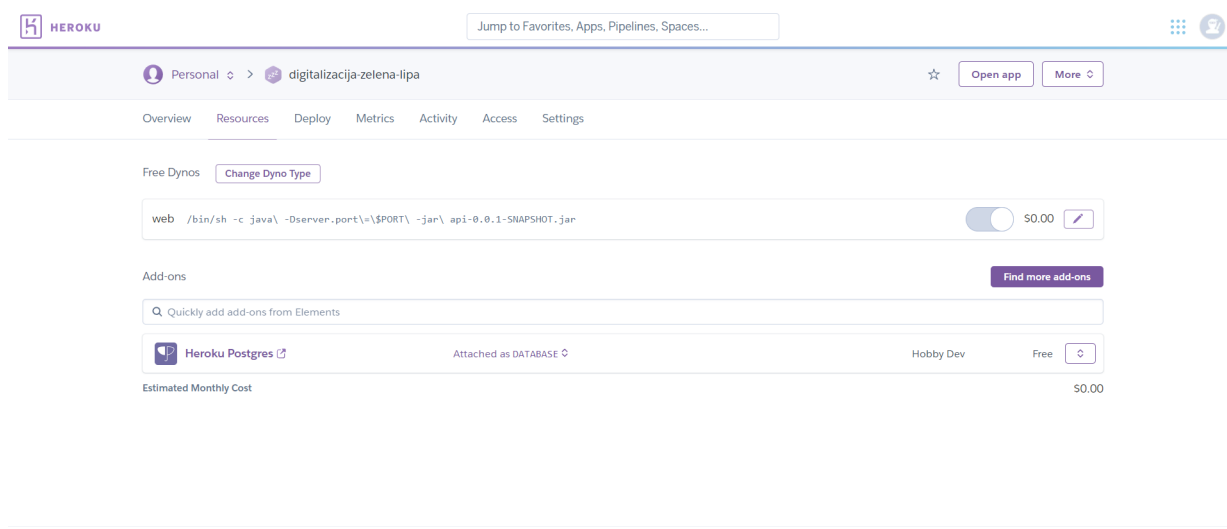 HEROKU
Jump to Favorites, Apps, Pipelines, Spaces...
Personal > digitalizacija-zelena-lipa
Open app
More
Overview Resources Deploy Metrics Activity Access Settings
Free Dynos Change Dyno Type
web /bin/sh -c java\ -Dserver.port\=\$PORT\ -jar\ api-0.0.1-SNAPSHOT.jar $0.00
Add-ons Find more add-ons
Quickly add add-ons from Elements
Heroku Postgres Attached as DATABASE Hobby Dev Free
Estimated Monthly Cost $0.00